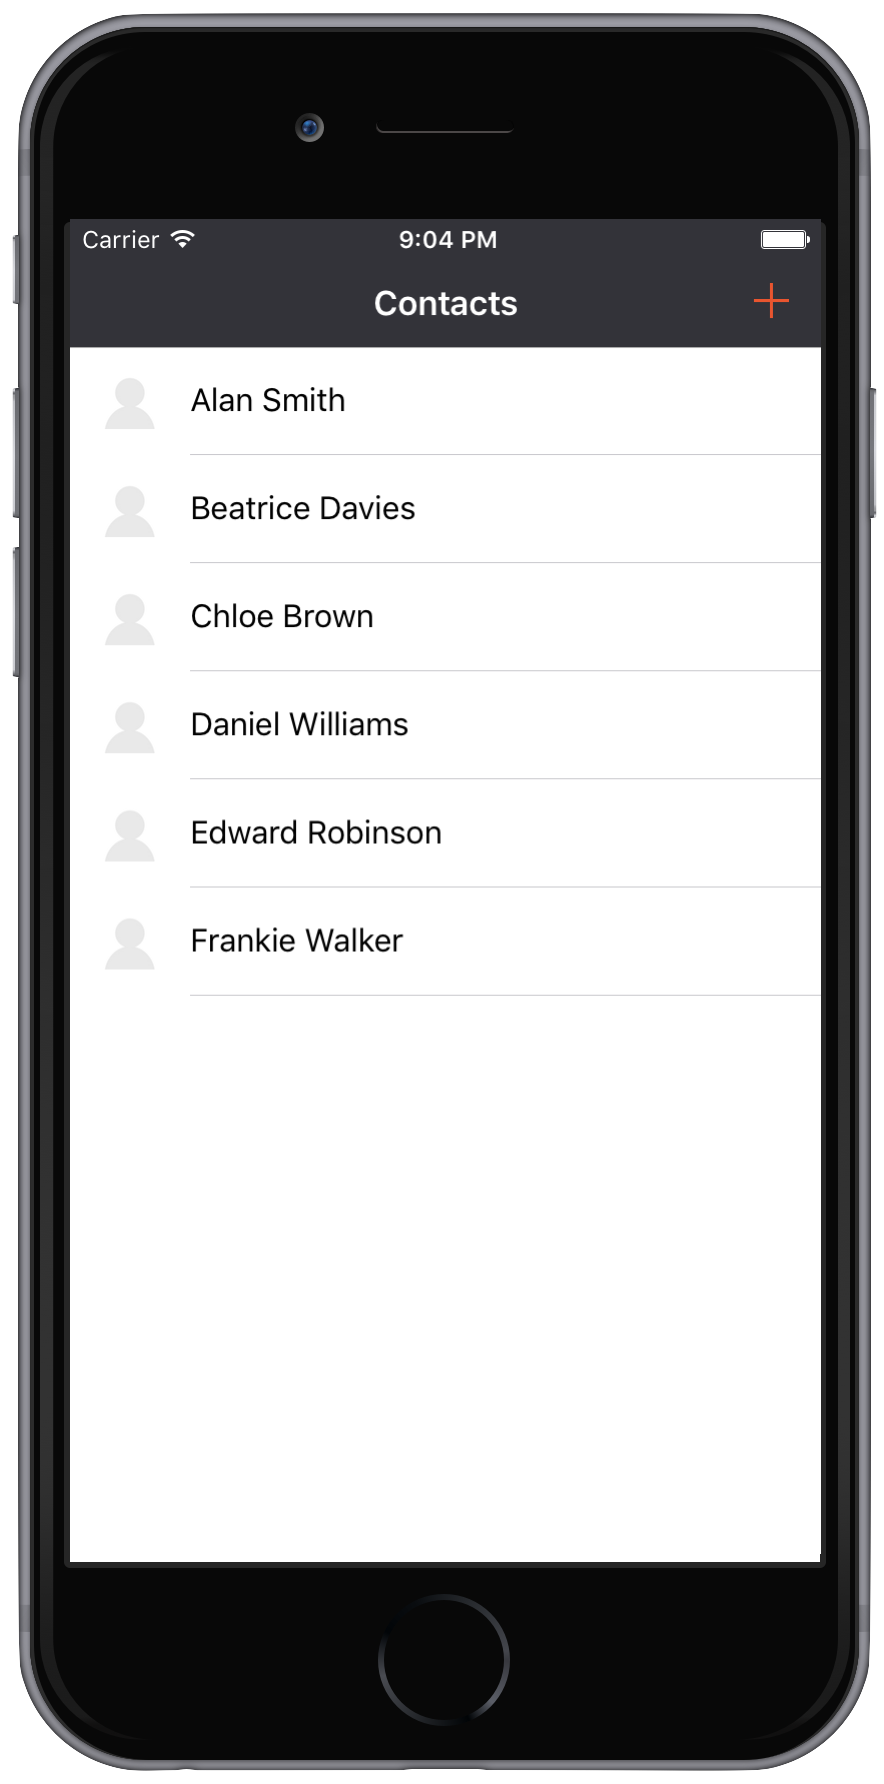 Carrier 9:04 PM
Contacts
Alan Smith
Beatrice Davies
Chloe Brown
Daniel Williams
Edward Robinson
Frankie Walker